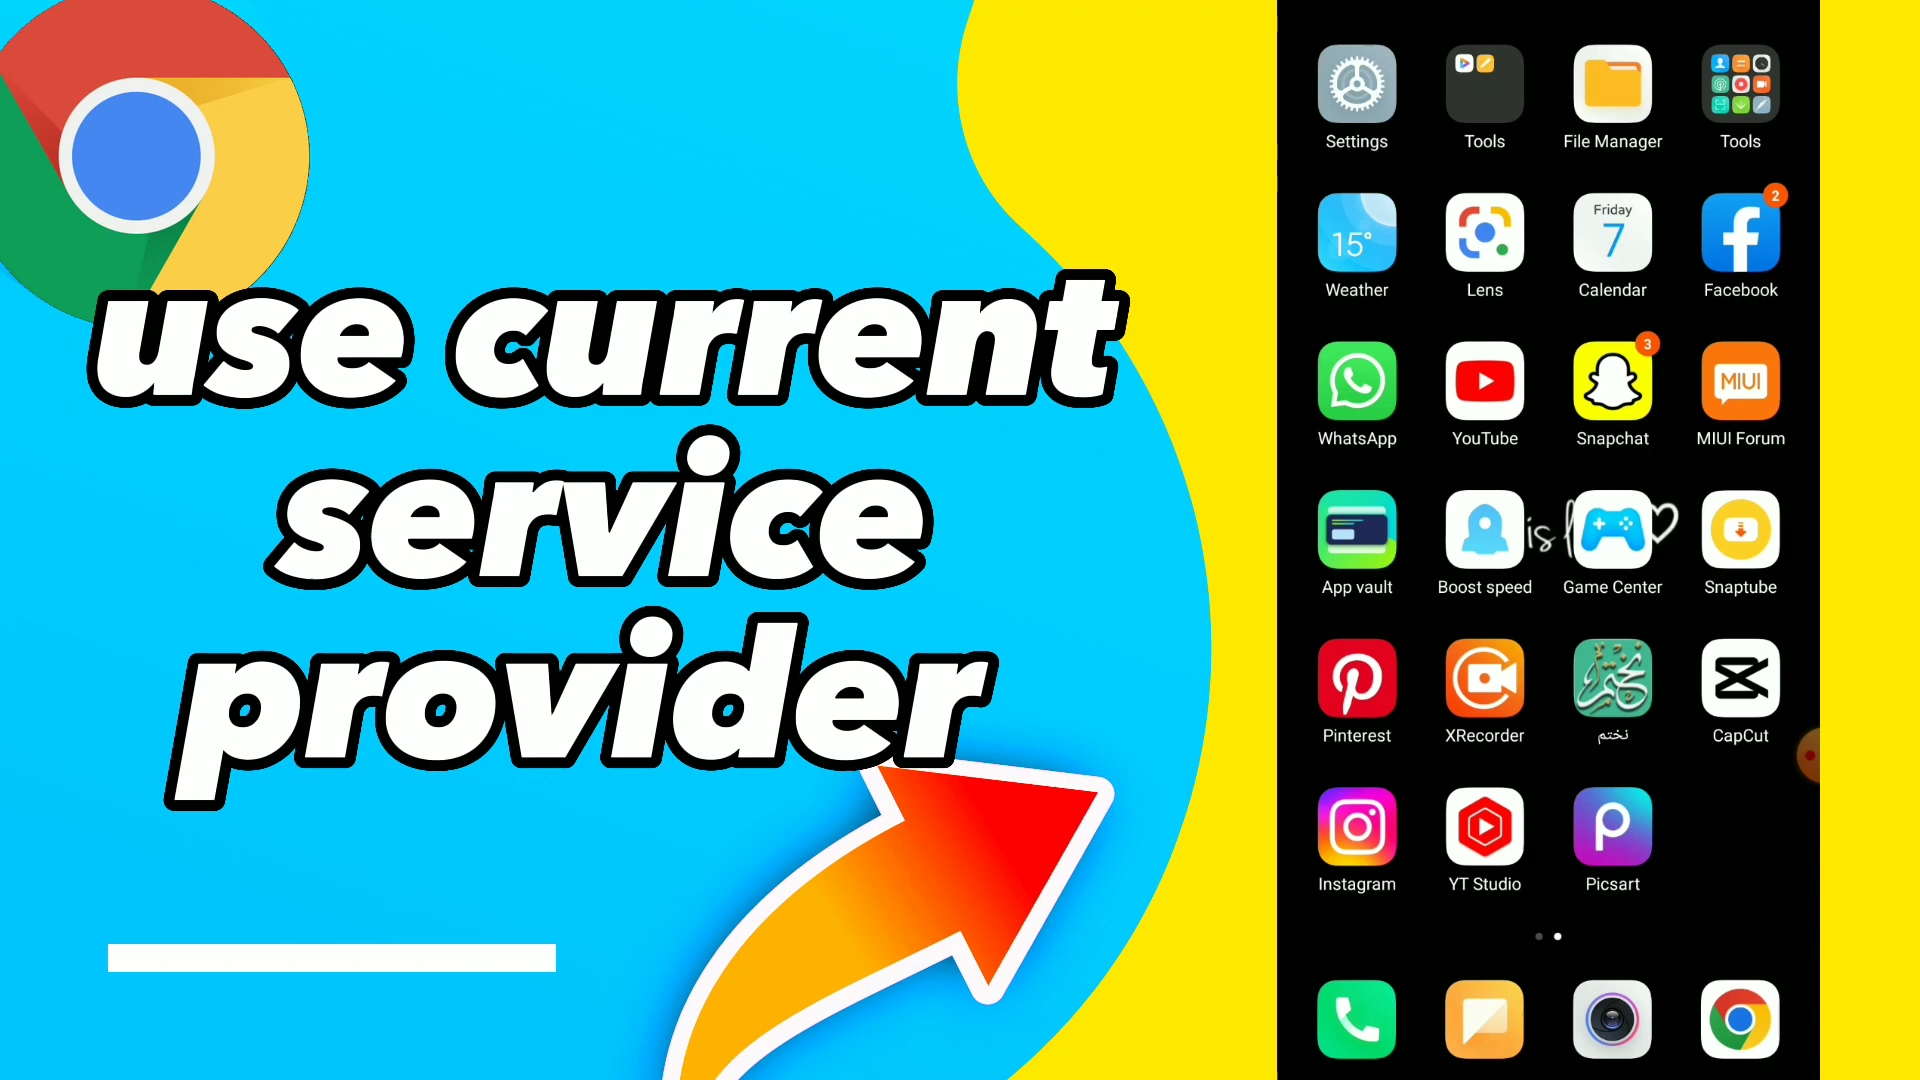 use current
service
provider
Settings
Tools
File Manager
Tools
15°
Weather
Lens
Friday
7
Calendar
2
Facebook
WhatsApp
YouTube
3
Snapchat
MIUI
MIUI Forum
App vault
Boost speed
is
Game Center
Snaptube
Pinterest
XRecorder
نختم
نختم
CapCut
Instagram
YT Studio
Picsart